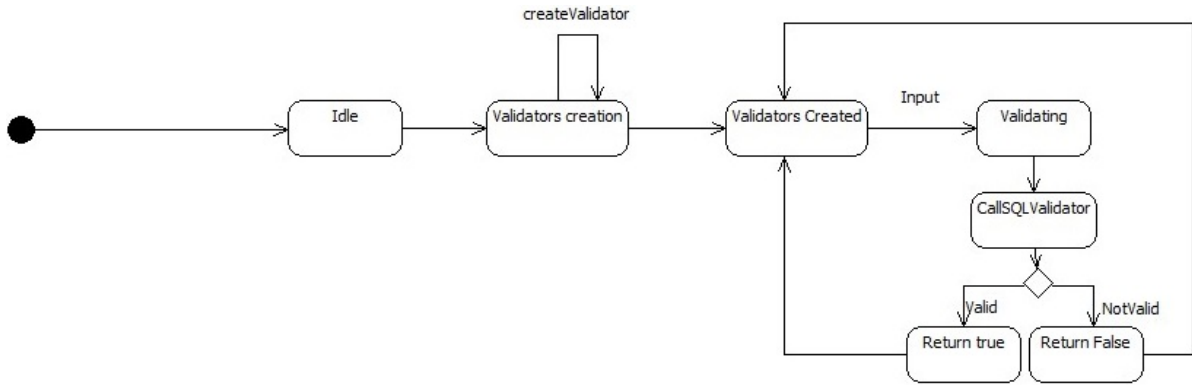 createValidator
Idle
Validators creation
Validators Created
Input
Validating
CallSQLValidator
Valid
NotValid
Return true
Return False